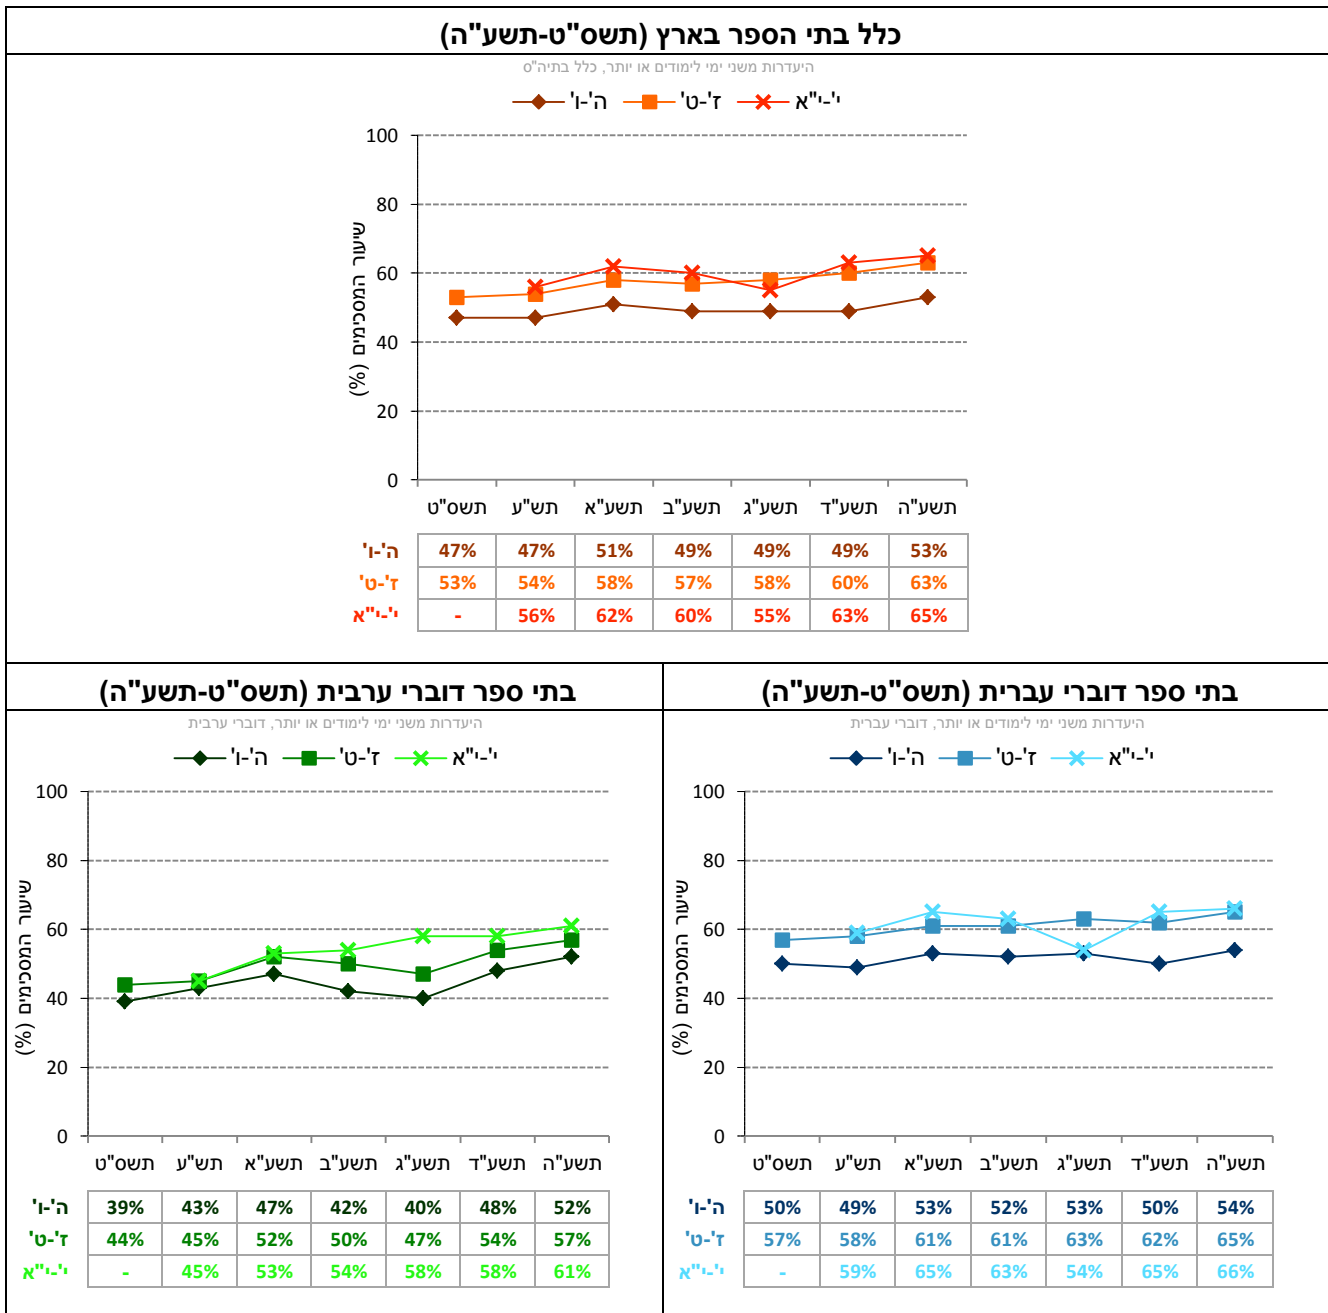 כלל בתי הספר בארץ (תשס"ט-תשע"ה)
היעדרות משני ימי לימודים או יותר, כלל בתיה"ס
ה'-ו' ז'-ט' י'-י"א
שיעור המסכימים (%)
100
80
60
40
20
0
תשס"ט תש"ע תשע"א תשע"ב תשע"ג תשע"ד תשע"ה
ה'-ו' 47% 47% 51% 49% 49% 49% 53%
ז'-ט' 53% 54% 58% 57% 58% 60% 63%
י'-י"א - 56% 62% 60% 55% 63% 65%
בתי ספר דוברי עברית (תשס"ט-תשע"ה)
היעדרות משני ימי לימודים או יותר, דוברי עברית
ה'-ו' ז'-ט' י'-י"א
שיעור המסכימים (%)
100
80
60
40
20
0
תשס"ט תש"ע תשע"א תשע"ב תשע"ג תשע"ד תשע"ה
ה'-ו' 50% 49% 53% 52% 53% 50% 54%
ז'-ט' 57% 58% 61% 61% 63% 62% 65%
י'-י"א - 59% 65% 63% 54% 65% 66%
בתי ספר דוברי ערבית (תשס"ט-תשע"ה)
היעדרות משני ימי לימודים או יותר, דוברי ערבית
ה'-ו' ז'-ט' י'-י"א
שיעור המסכימים (%)
100
80
60
40
20
0
תשס"ט תש"ע תשע"א תשע"ב תשע"ג תשע"ד תשע"ה
ה'-ו' 39% 43% 47% 42% 40% 48% 52%
ז'-ט' 44% 45% 52% 50% 47% 54% 57%
י'-י"א - 45% 53% 54% 58% 58% 61%